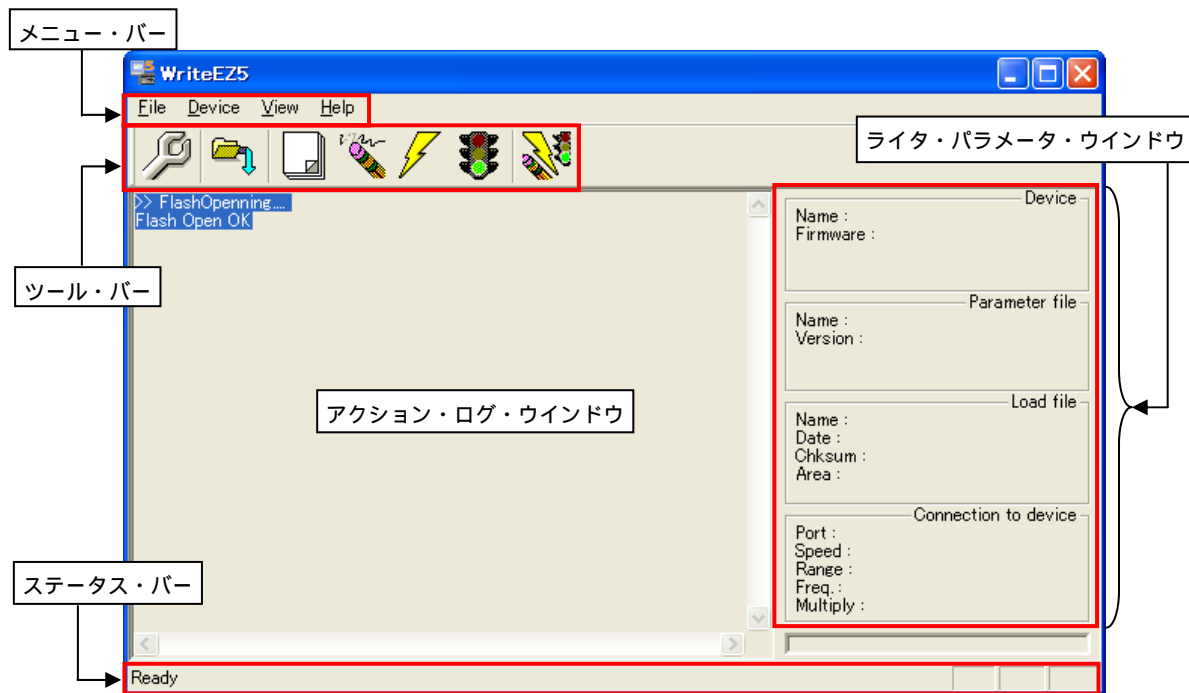 メニュー・バー
WriteEZ5
File Device View Help
ライタ・パラメータ・ウインドウ
>> FlashOpenning....
Flash Open OK
ツール・バー
アクション・ログ・ウインドウ
Device
Name :
Firmware :
Parameter file
Name :
Version :
Load file
Name :
Date :
Chksum :
Area :
Connection to device
Port :
Speed :
Range :
Freq. :
Multiply :
ステータス・バー
Ready